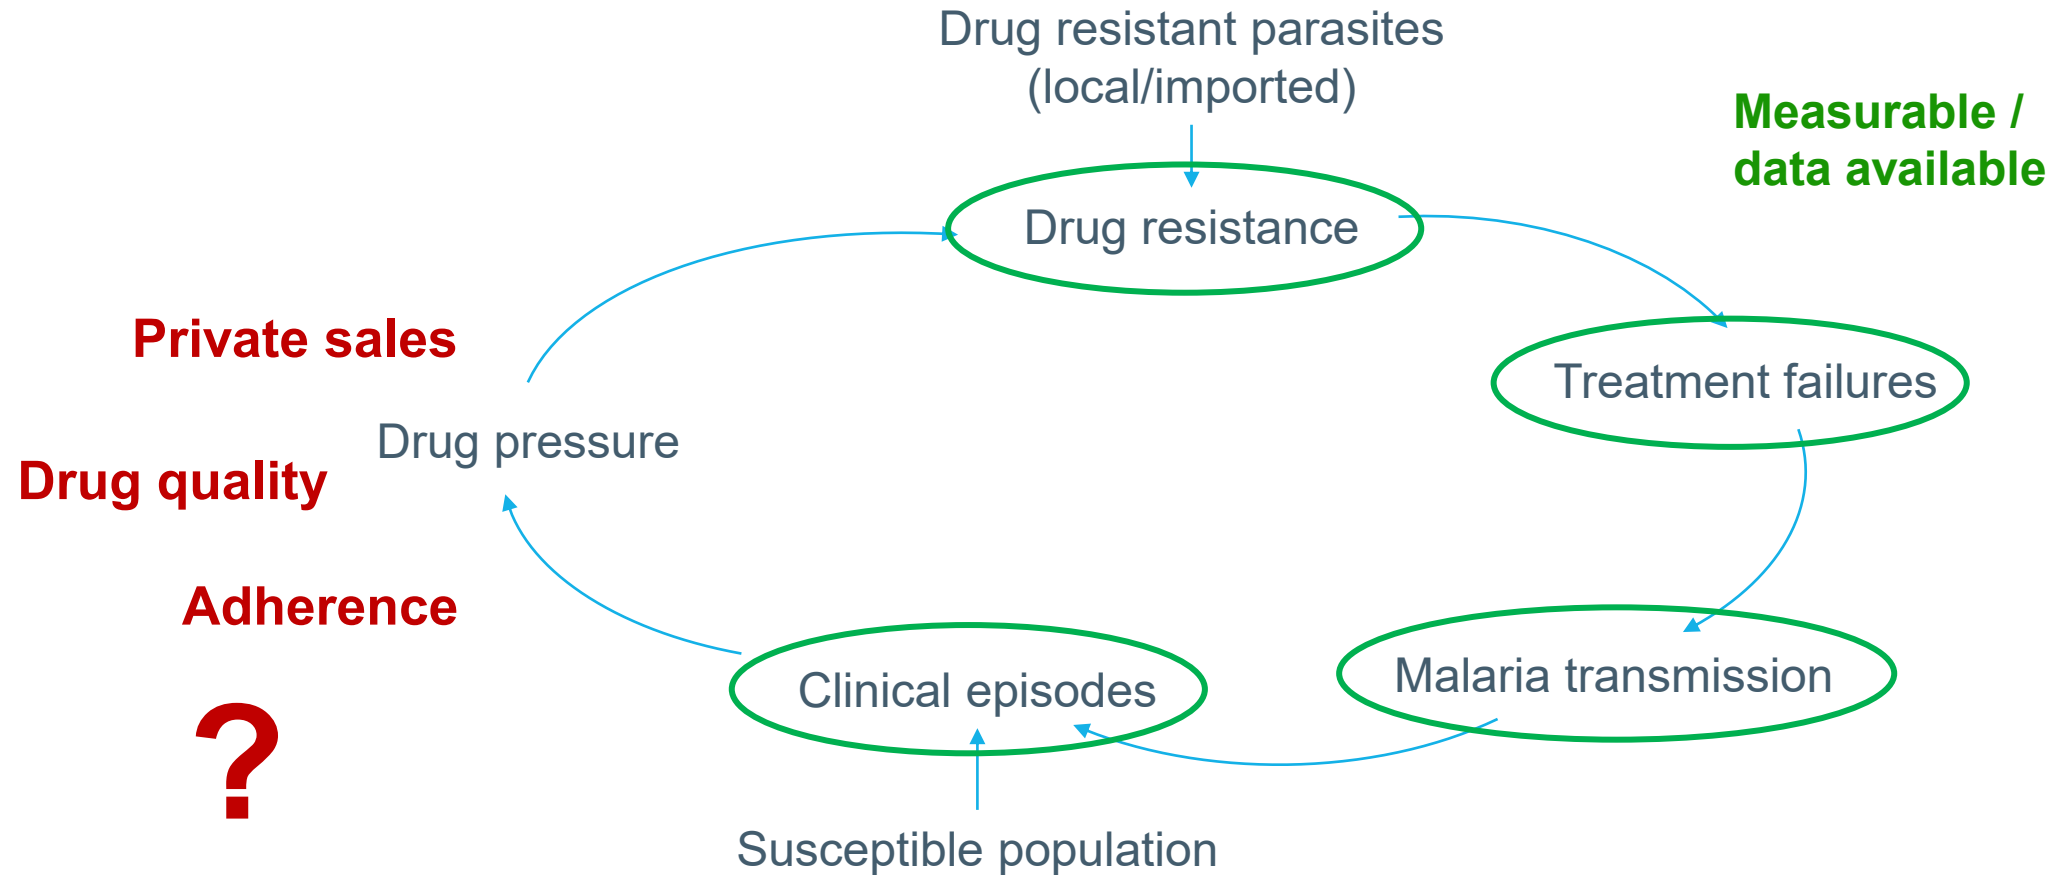 Drug resistant parasites
(local/imported)
Measurable /
data available
Drug resistance
Private sales
Treatment failures
Drug pressure
Drug quality
Adherence
Malaria transmission
Clinical episodes
?
Susceptible population